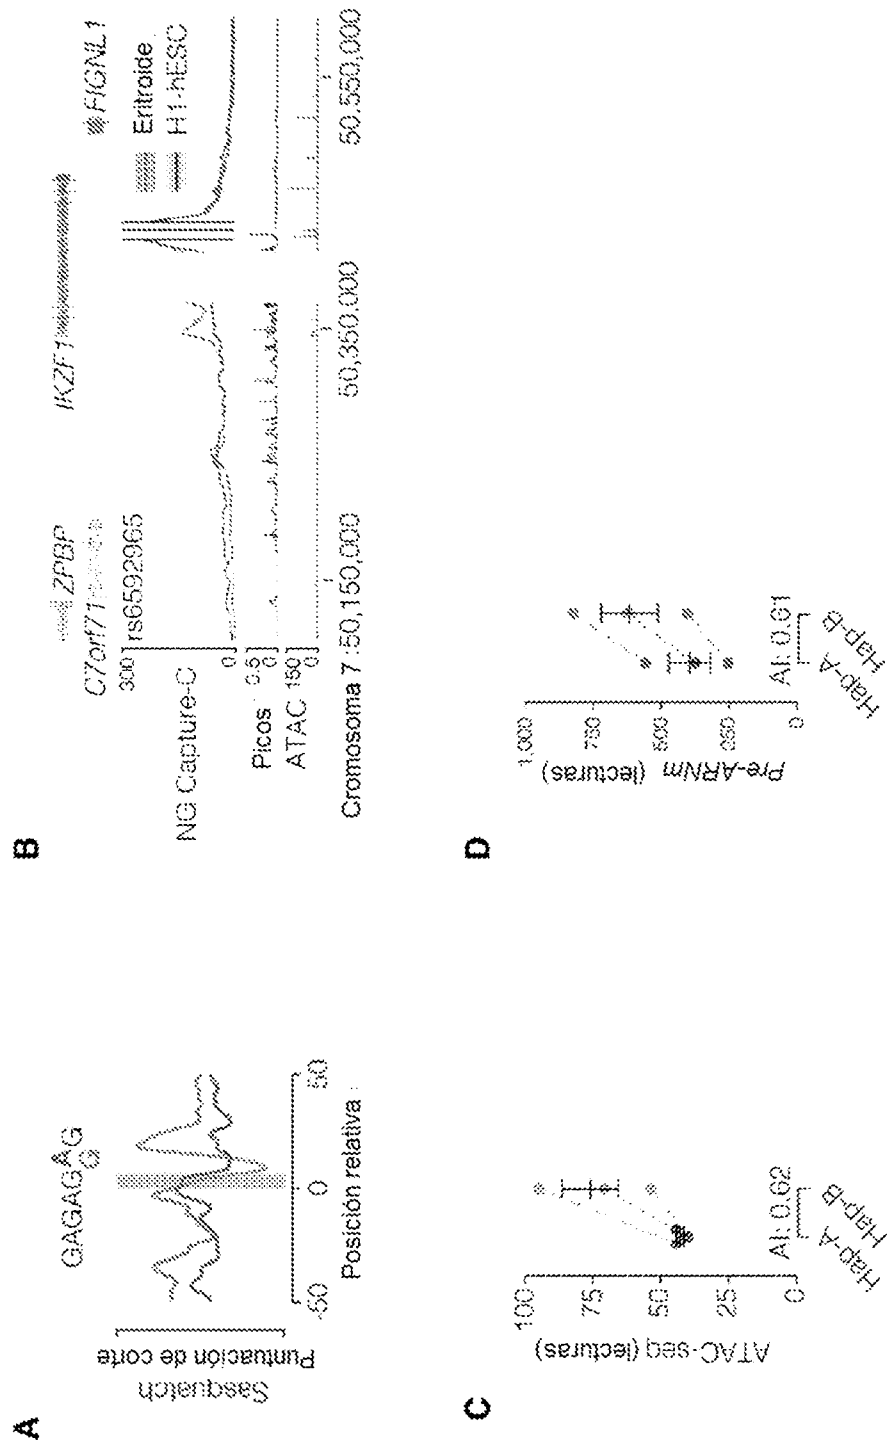 A
GAGAGAG
G
Sasquatch
Puntuación de corte
-50
0
50
Posición relativa
B
ZPBP
IKZF1
C7orf71
FIGNL1
300
rs6592965
Eritroide
H1-hESC
NG Capture-C
0
Picos
0.5
0
ATAC
150
0
Cromosoma 7
50,150,000
50,350,000
50,550,000
C
ATAC-seq (lecturas)
100
75
50
25
0
AI: 0.62
Hap-A
Hap-B
D
Pre-ARNm (lecturas)
1,000
750
500
250
0
AI: 0.61
Hap-A
Hap-B